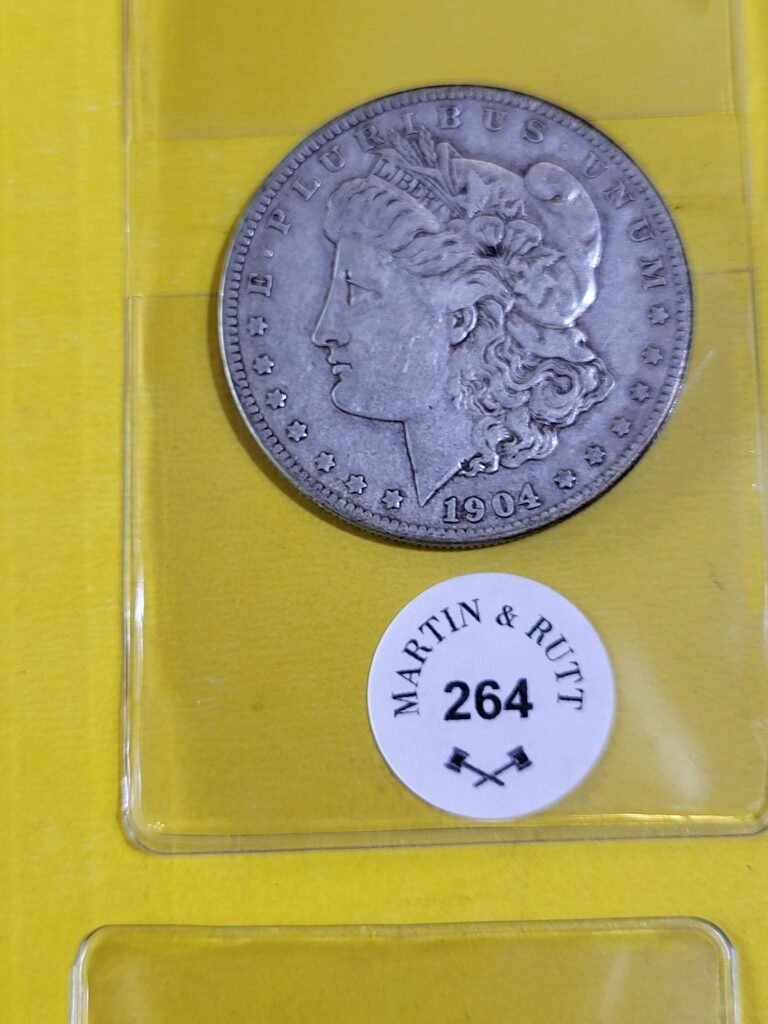 E · PLURIBUS · UNUM
LIBERTY
1904
MARTIN & RUTT
264